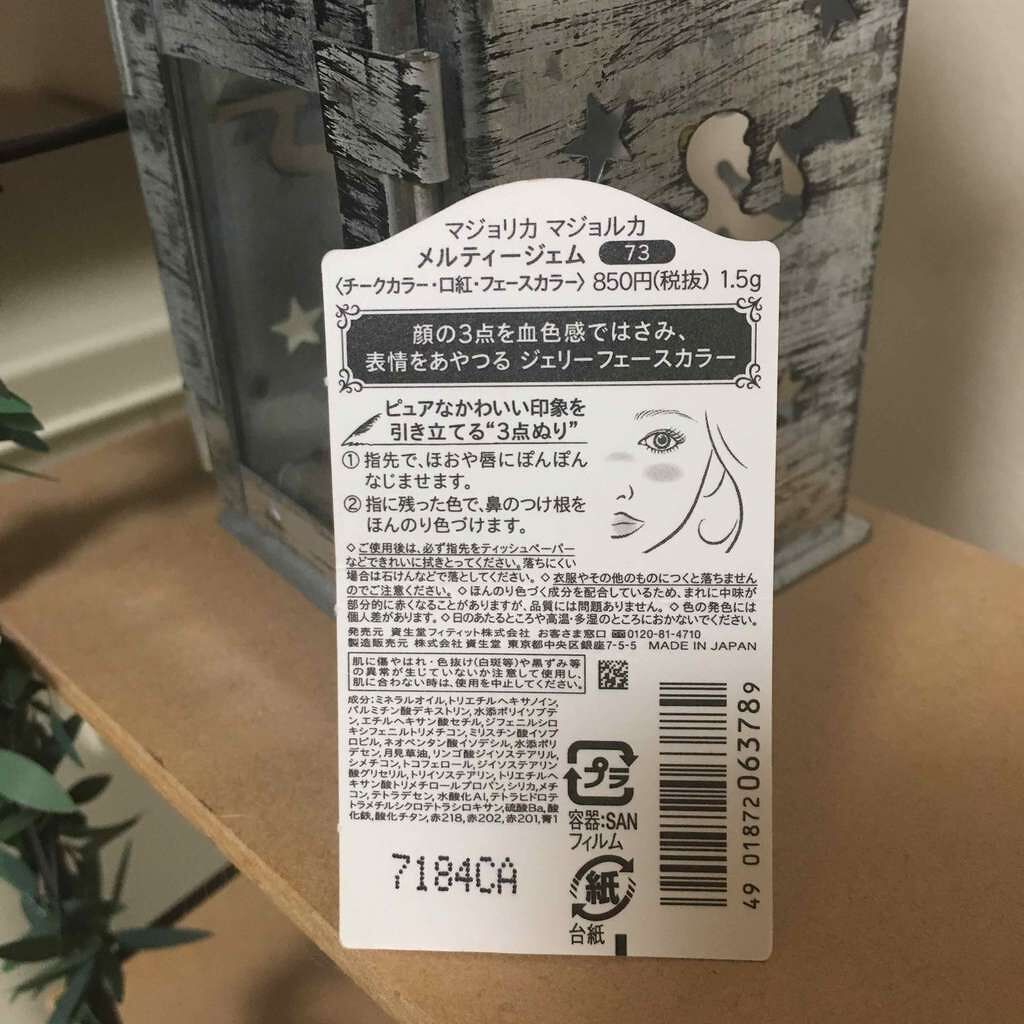 マジョリカ マジョルカ
メルティージェム 73
〈チークカラー・口紅・フェースカラー〉 850円(税抜) 1.5g
顔の3点を血色感ではさみ、
表情をあやつる ジェリーフェースカラー
ピュアなかわいい印象を
引き立てる“3点ぬり”
① 指先で、ほおや唇にぽんぽん
なじませます。
② 指に残った色で、鼻のつけ根を
ほんのり色づけます。
◇ご使用後は、必ず指先をティッシュペーパー
などできれいに拭きとってください。落ちにくい
場合は石けんなどで落としてください。◇衣服やその他のものにつくと落ちません
のでご注意ください。◇ほんのり色づく成分を配合しているため、まれに中味が
部分的に赤くなることがありますが、品質には問題ありません。◇色の発色には
個人差があります。◇日のあたるところや高温・多湿のところにおかないでください。
発売元 資生堂フィティット株式会社 お客さま窓口 0120-81-4710
製造販売元 株式会社 資生堂 東京都中央区銀座7-5-5 MADE IN JAPAN
肌に傷やはれ・色抜け(白斑等)や黒ずみ等
の異常が生じていないか注意して使用し、
肌に合わない時は、使用を中止してください。
成分:ミネラルオイル,トリエチルヘキサノイン,
パルミチン酸デキストリン,水添ポリイソブテ
ン,エチルヘキサン酸セチル,ジフェニルシロ
キシフェニルトリメチコン,ミリスチン酸イソプ
ロピル,ネオペンタン酸イソデシル,水添ポリ
デセン,月見草油,リンゴ酸ジイソステアリル,
シメチコン,トコフェロール,ジイソステアリン
酸グリセリル,トリイソステアリン,トリエチルヘ
キサン酸トリメチロールプロパン,シリカ,メチ
コン,テトラデセン,水酸化Al,テトラヒドロテ
トラメチルシクロテトラシロキサン,硫酸Ba,酸
化鉄,酸化チタン,赤218,赤202,赤201,青1
プラ
容器:SAN
フィルム
紙
台紙
7184CA
49 01872 063789